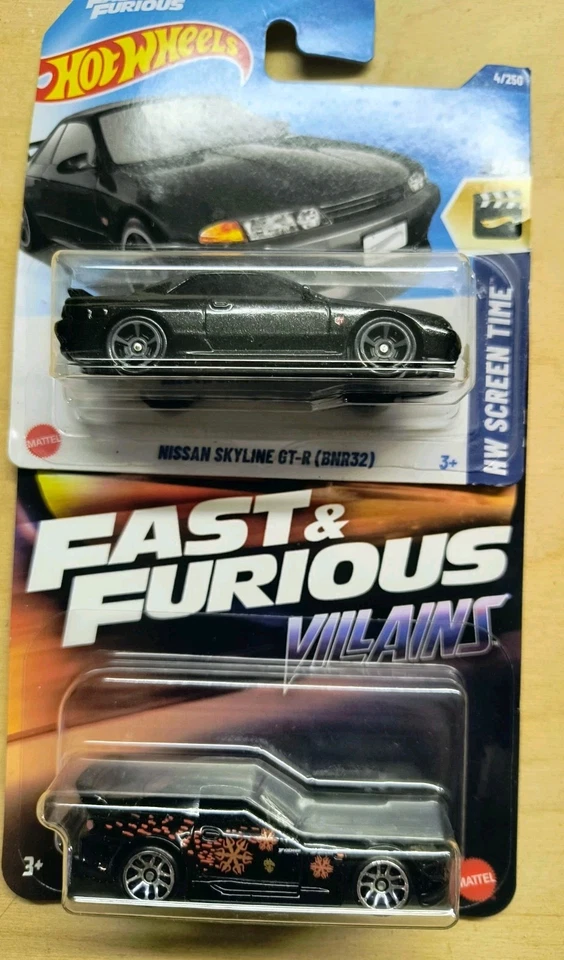 FURIOUS
HOT WHEELS
4/250
HW SCREEN TIME
MATTEL
NISSAN SKYLINE GT-R (BNR32)
3+
FAST &
FURIOUS
VILLAINS
3+
MATTEL